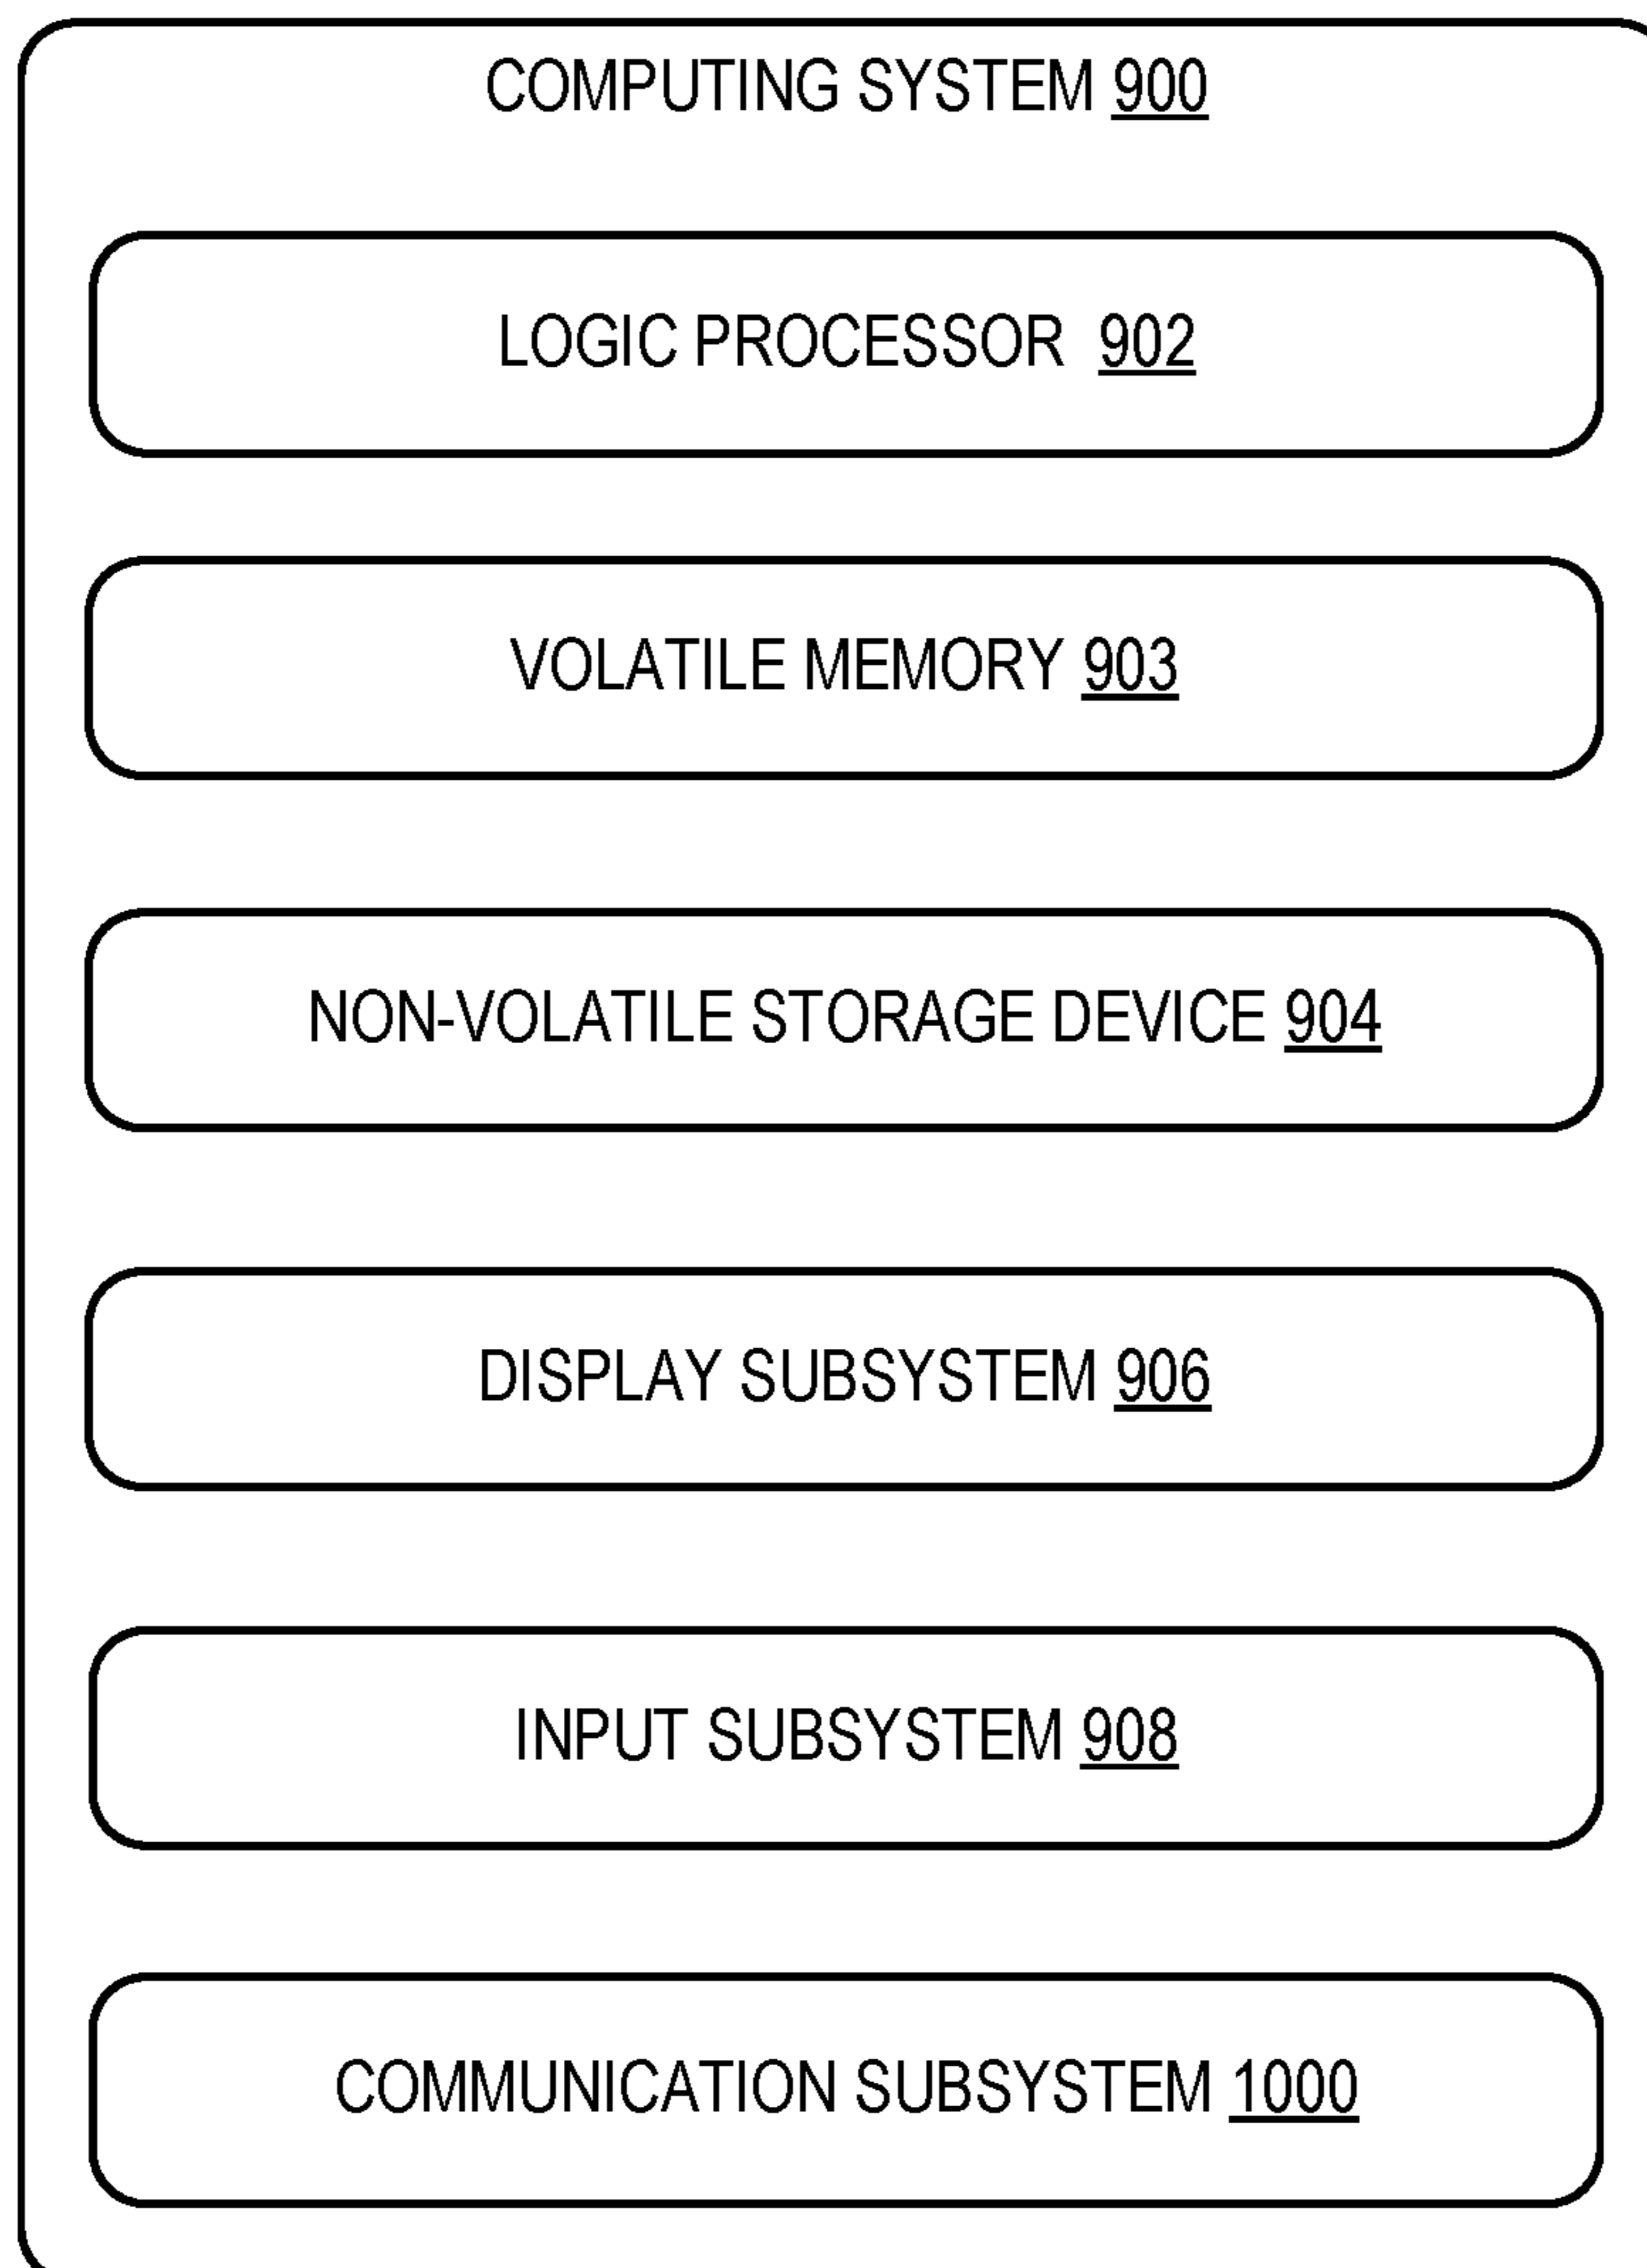 COMPUTING SYSTEM 900
LOGIC PROCESSOR 902
VOLATILE MEMORY 903
NON-VOLATILE STORAGE DEVICE 904
DISPLAY SUBSYSTEM 906
INPUT SUBSYSTEM 908
COMMUNICATION SUBSYSTEM 1000